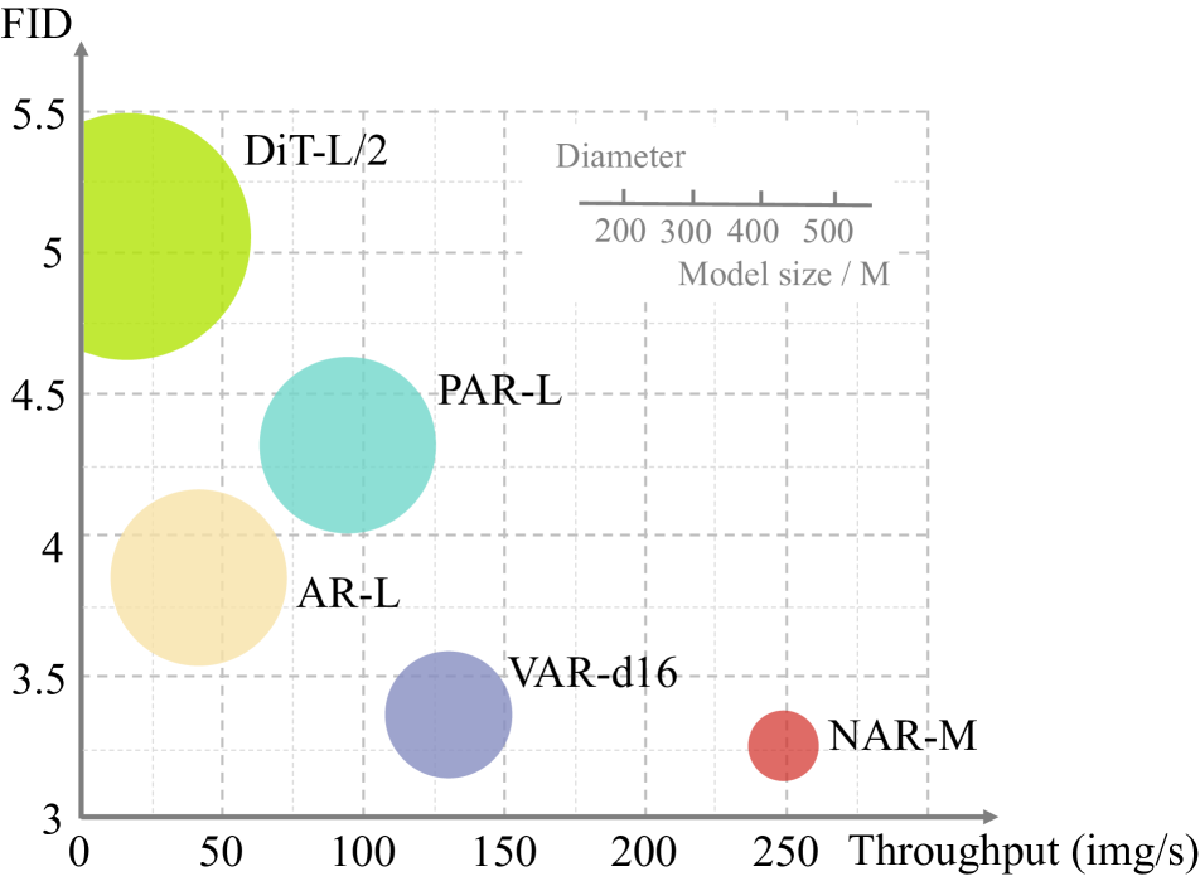 FID
5.5
DiT-L/2
Diameter
200 300 400 500
5
Model size / M
4.5
PAR-L
4
AR-L
3.5
VAR-d16
NAR-M
3
0 50 100 150 200 250 Throughput (img/s)